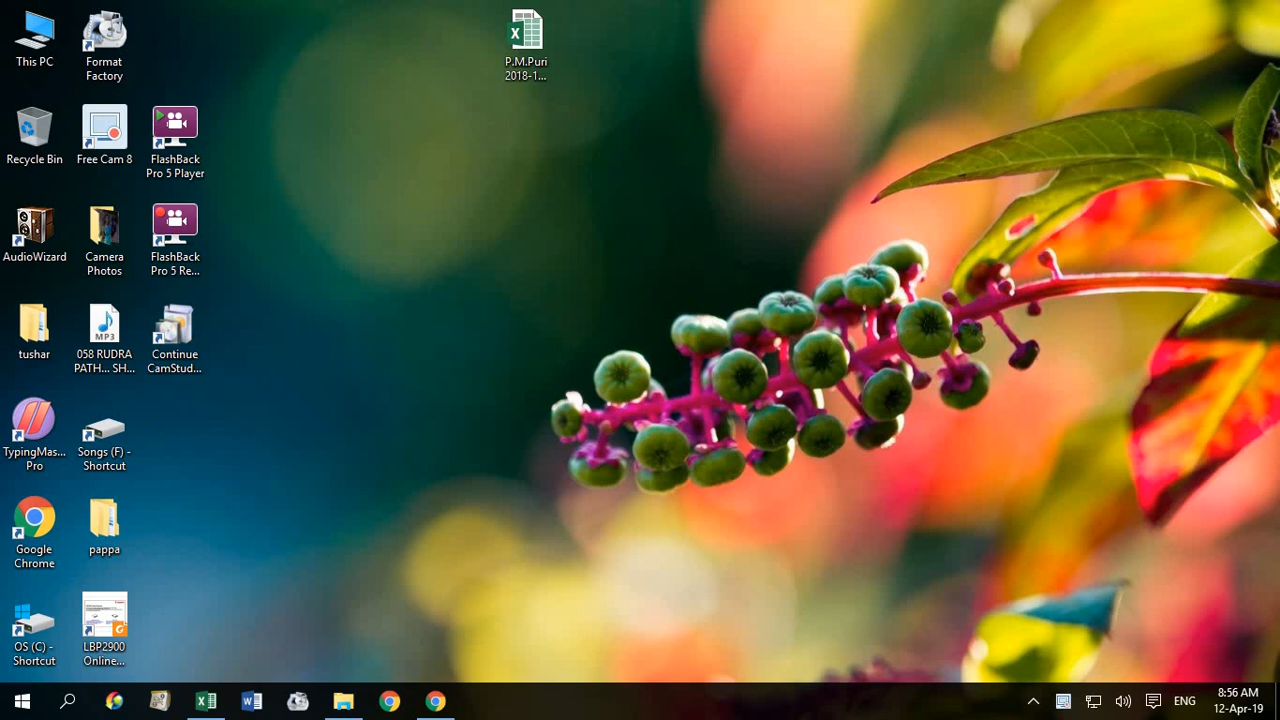 This PC
Format
Factory
P.M.Puri
2018-1...
Recycle Bin
Free Cam 8
FlashBack
Pro 5 Player
AudioWizard
Camera
Photos
FlashBack
Pro 5 Re...
tushar
MP3
058 RUDRA
PATH... SH...
Continue
CamStud...
TypingMas...
Pro
Songs (F) -
Shortcut
Google
Chrome
pappa
OS (C) -
Shortcut
LBP2900
Online...
ENG
8:56 AM
12-Apr-19